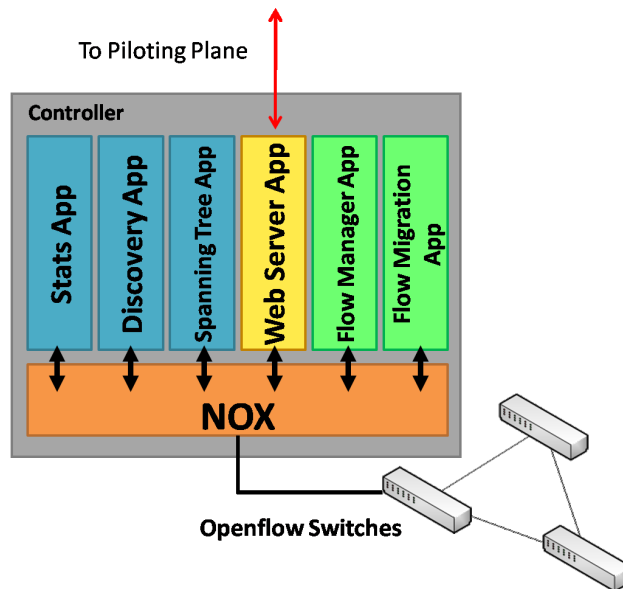 To Piloting Plane
Controller
Stats App
Discovery App
Spanning Tree App
Web Server App
Flow Manager App
Flow Migration
App
NOX
Openflow Switches